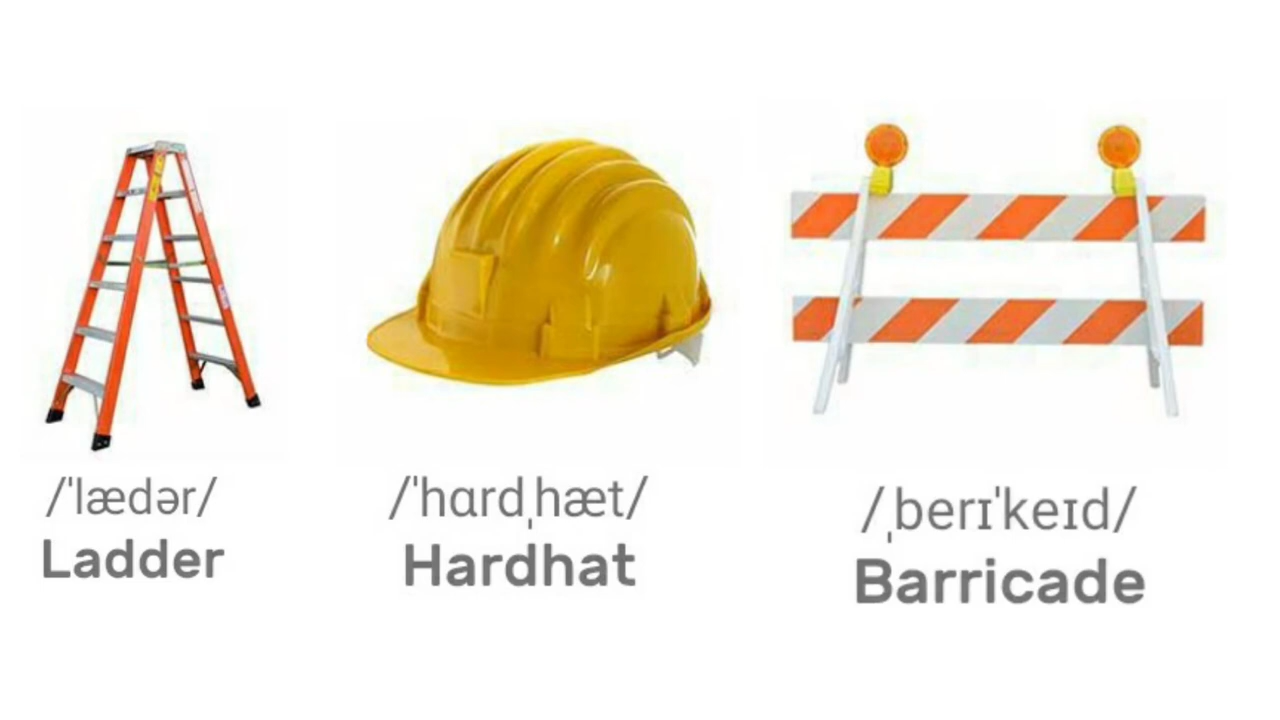 /ˈlædər/
Ladder
/ˈhɑrdˌhæt/
Hardhat
/ˌberɪˈkeɪd/
Barricade